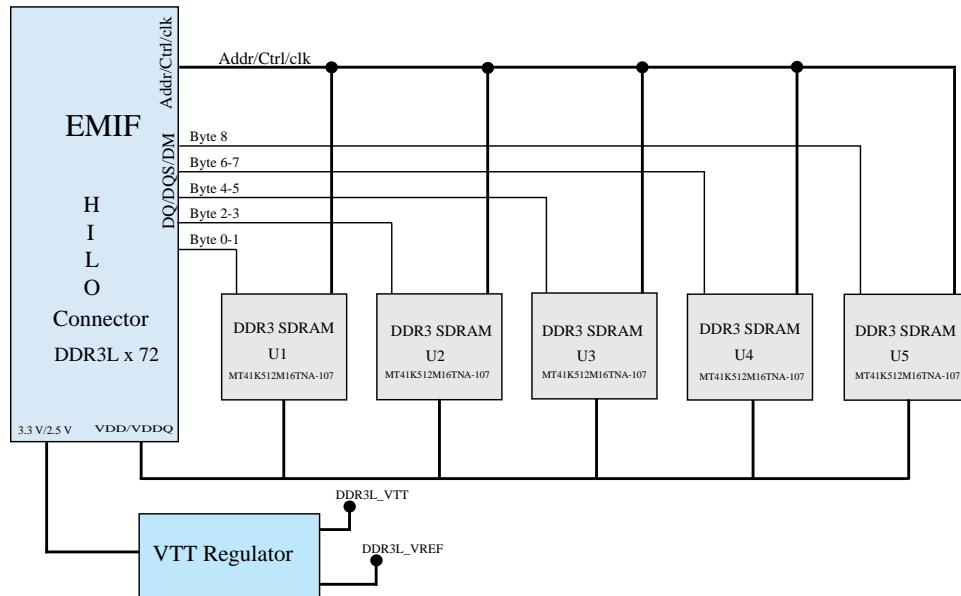 Addr/Ctrl/clk
Addr/Ctrl/clk
EMIF
H
I
L
O
Connector
DDR3L x 72
DQ/DQS/DM
Byte 8
Byte 6-7
Byte 4-5
Byte 2-3
Byte 0-1
DDR3 SDRAM
U1
MT41K512M16TNA-107
DDR3 SDRAM
U2
MT41K512M16TNA-107
DDR3 SDRAM
U3
MT41K512M16TNA-107
DDR3 SDRAM
U4
MT41K512M16TNA-107
DDR3 SDRAM
U5
MT41K512M16TNA-107
3.3 V/2.5 V
VDD/VDDQ
DDR3L_VTT
VTT Regulator
DDR3L_VREF